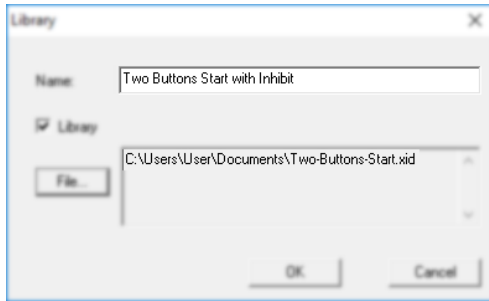 Library
Name:
Two Buttons Start with Inhibit
Library
C:\Users\User\Documents\Two-Buttons-Start.xid
File...
OK
Cancel